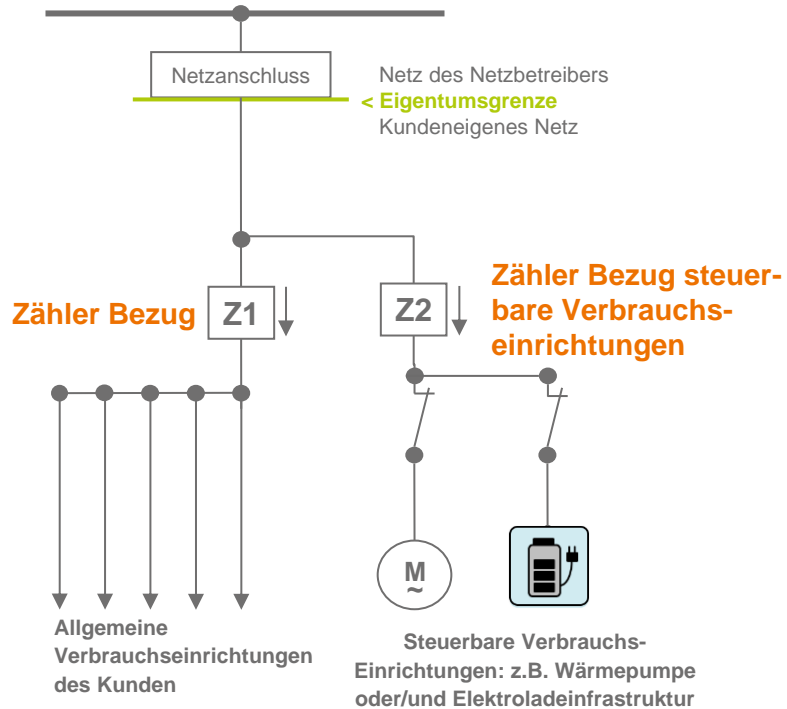 Netzanschluss
Netz des Netzbetreibers
< Eigentumsgrenze
Kundeneigenes Netz
Zähler Bezug
Z1
Z2
Zähler Bezug steuer-
bare Verbrauchs-
einrichtungen
M
~
Allgemeine
Verbrauchseinrichtungen
des Kunden
Steuerbare Verbrauchs-
Einrichtungen: z.B. Wärmepumpe
oder/und Elektroladeinfrastruktur